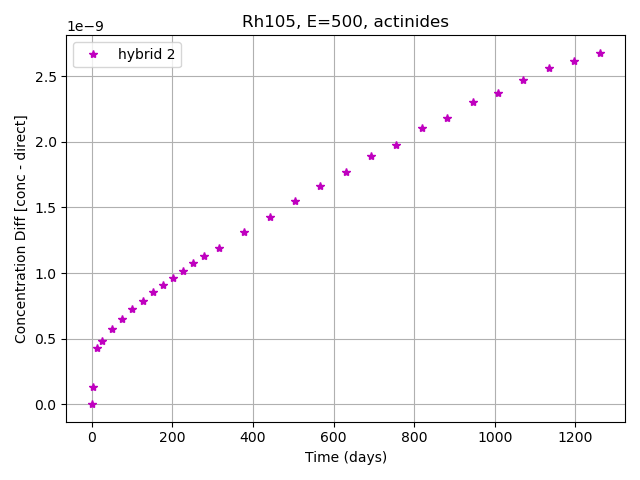 Rh105, E=500, actinides
1e−9
hybrid 2
2.5
2.0
1.5
1.0
0.5
0.0
Concentration Diff [conc - direct]
0 200 400 600 800 1000 1200
Time (days)